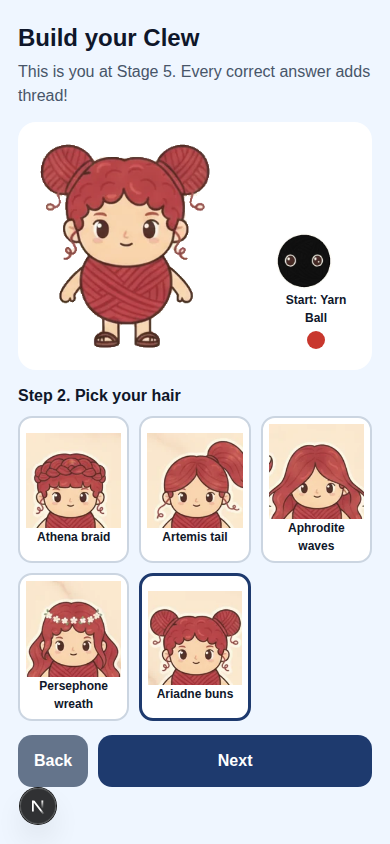 Build your Clew
This is you at Stage 5. Every correct answer adds
thread!
Start: Yarn
Ball
Step 2. Pick your hair
Athena braid
Artemis tail
Aphrodite
waves
Persephone
wreath
Ariadne buns
Back
Next
N